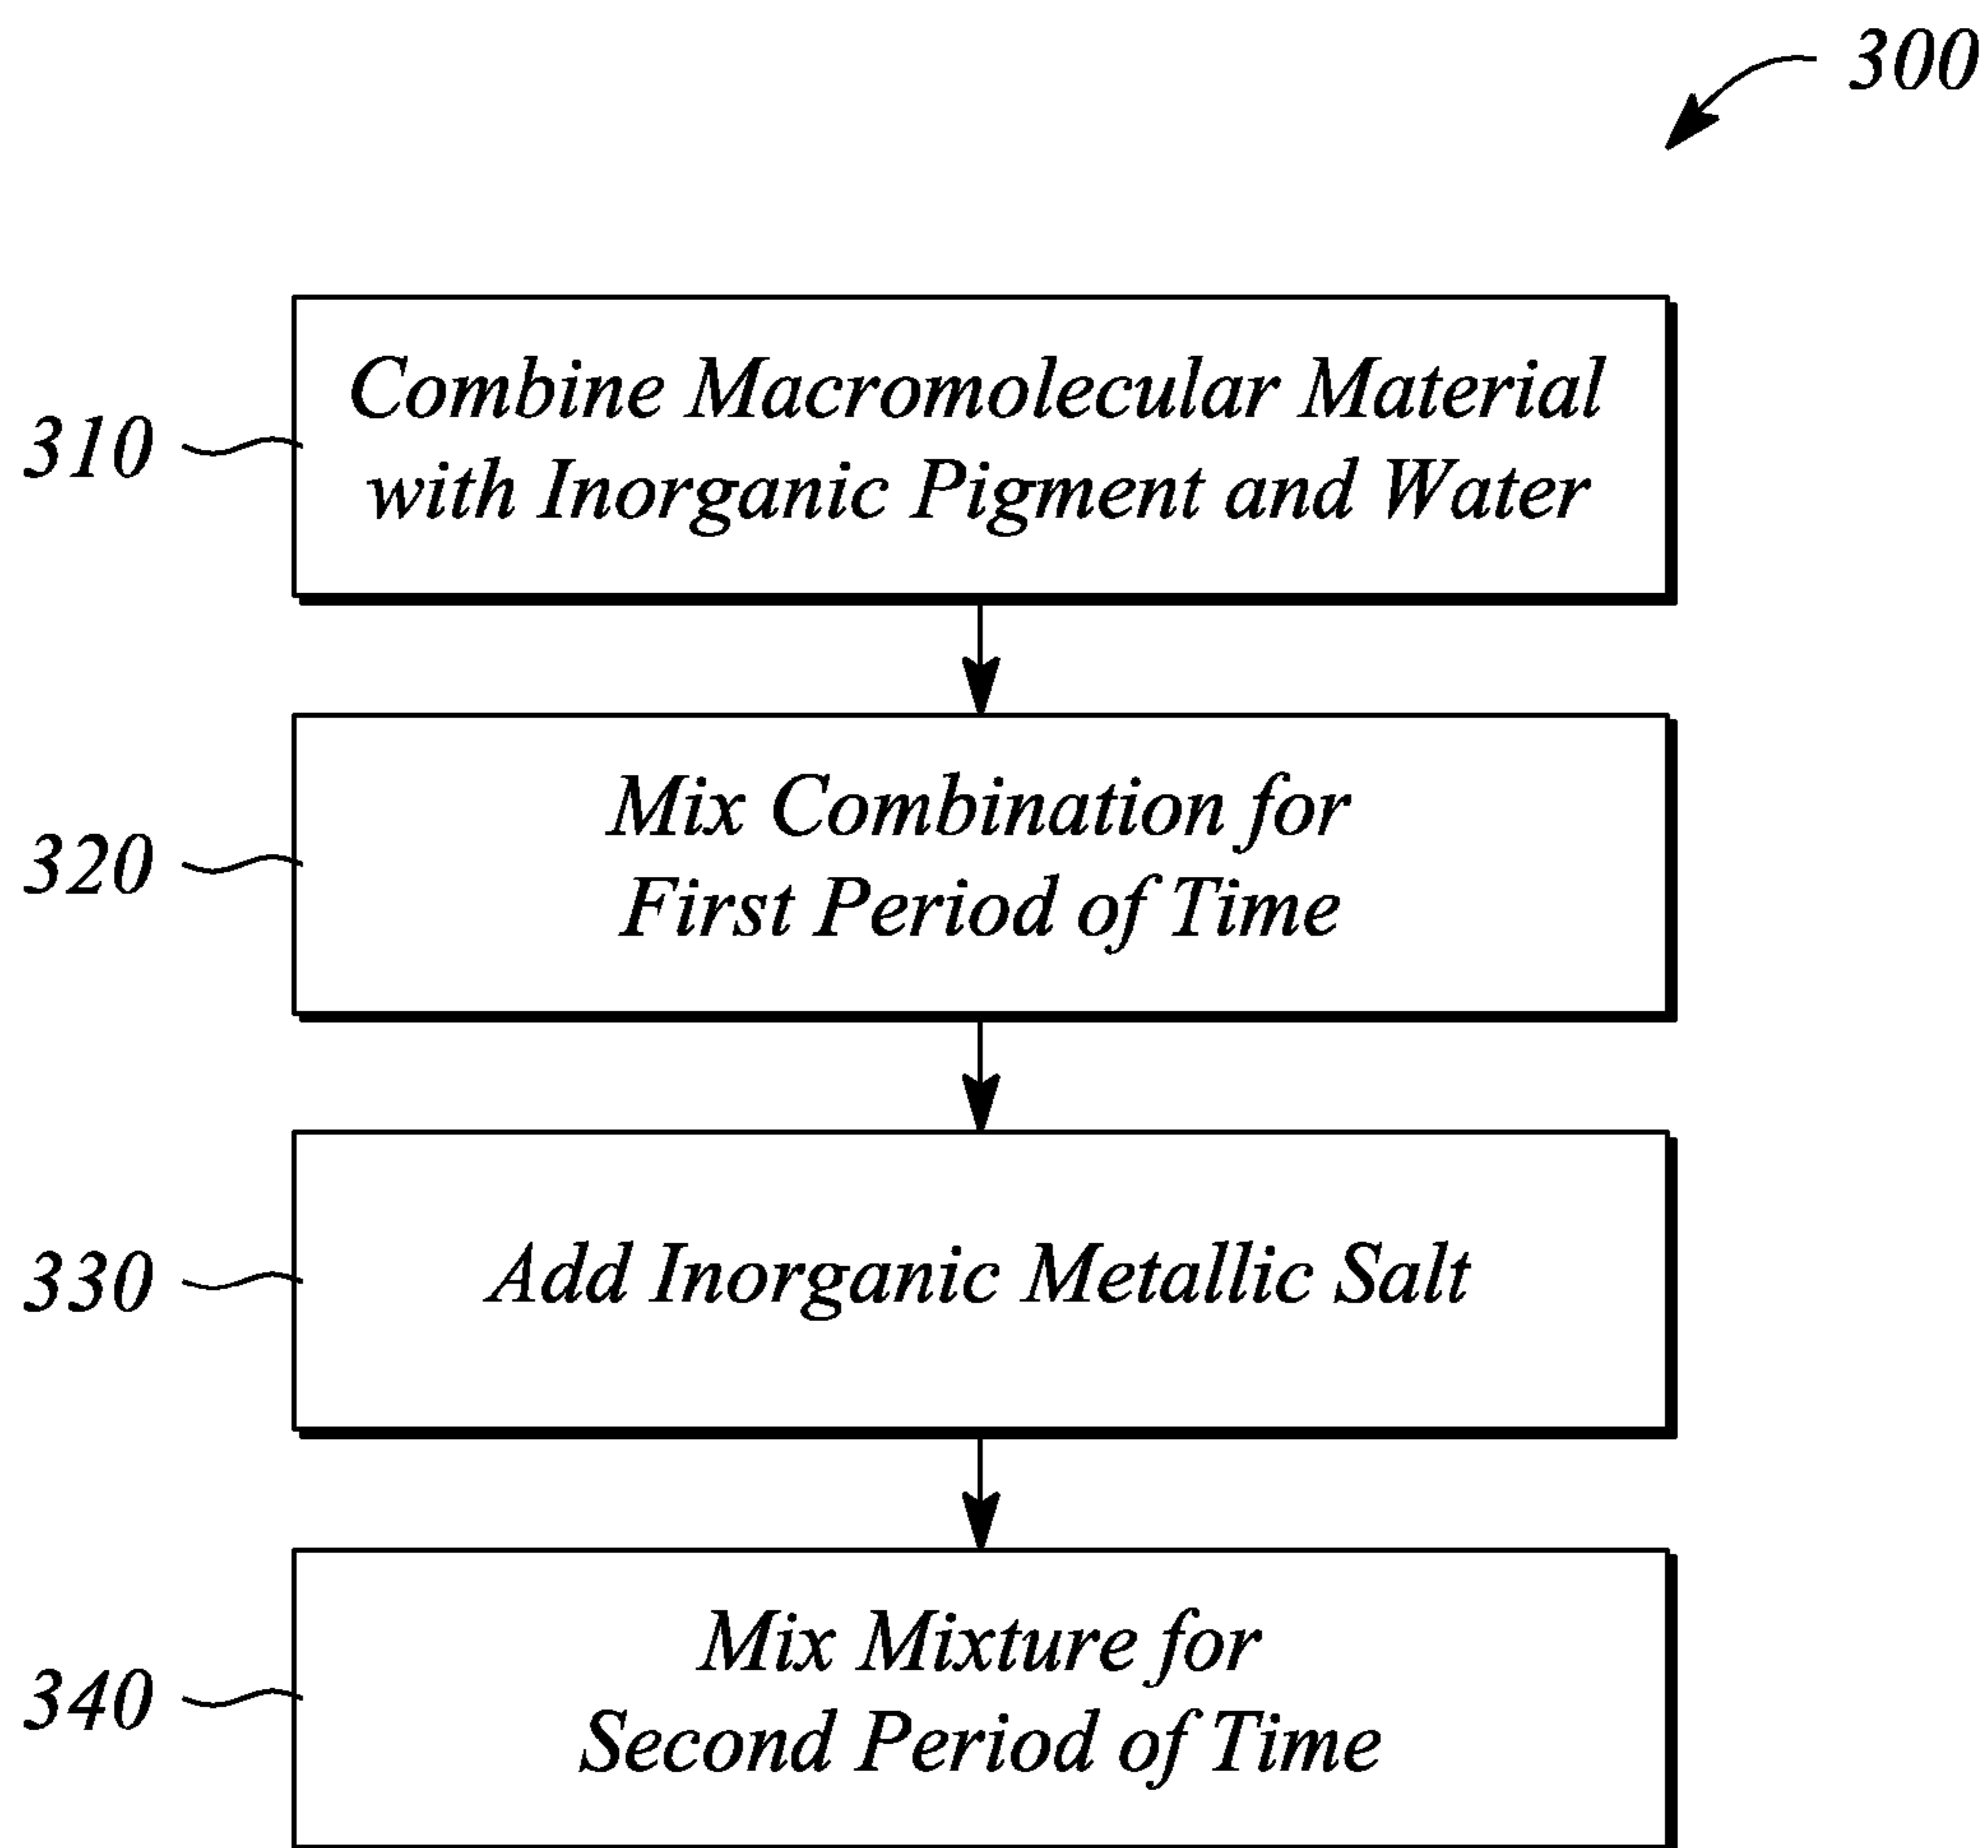 300
310
Combine Macromolecular Material
with Inorganic Pigment and Water
320
Mix Combination for
First Period of Time
330
Add Inorganic Metallic Salt
340
Mix Mixture for
Second Period of Time